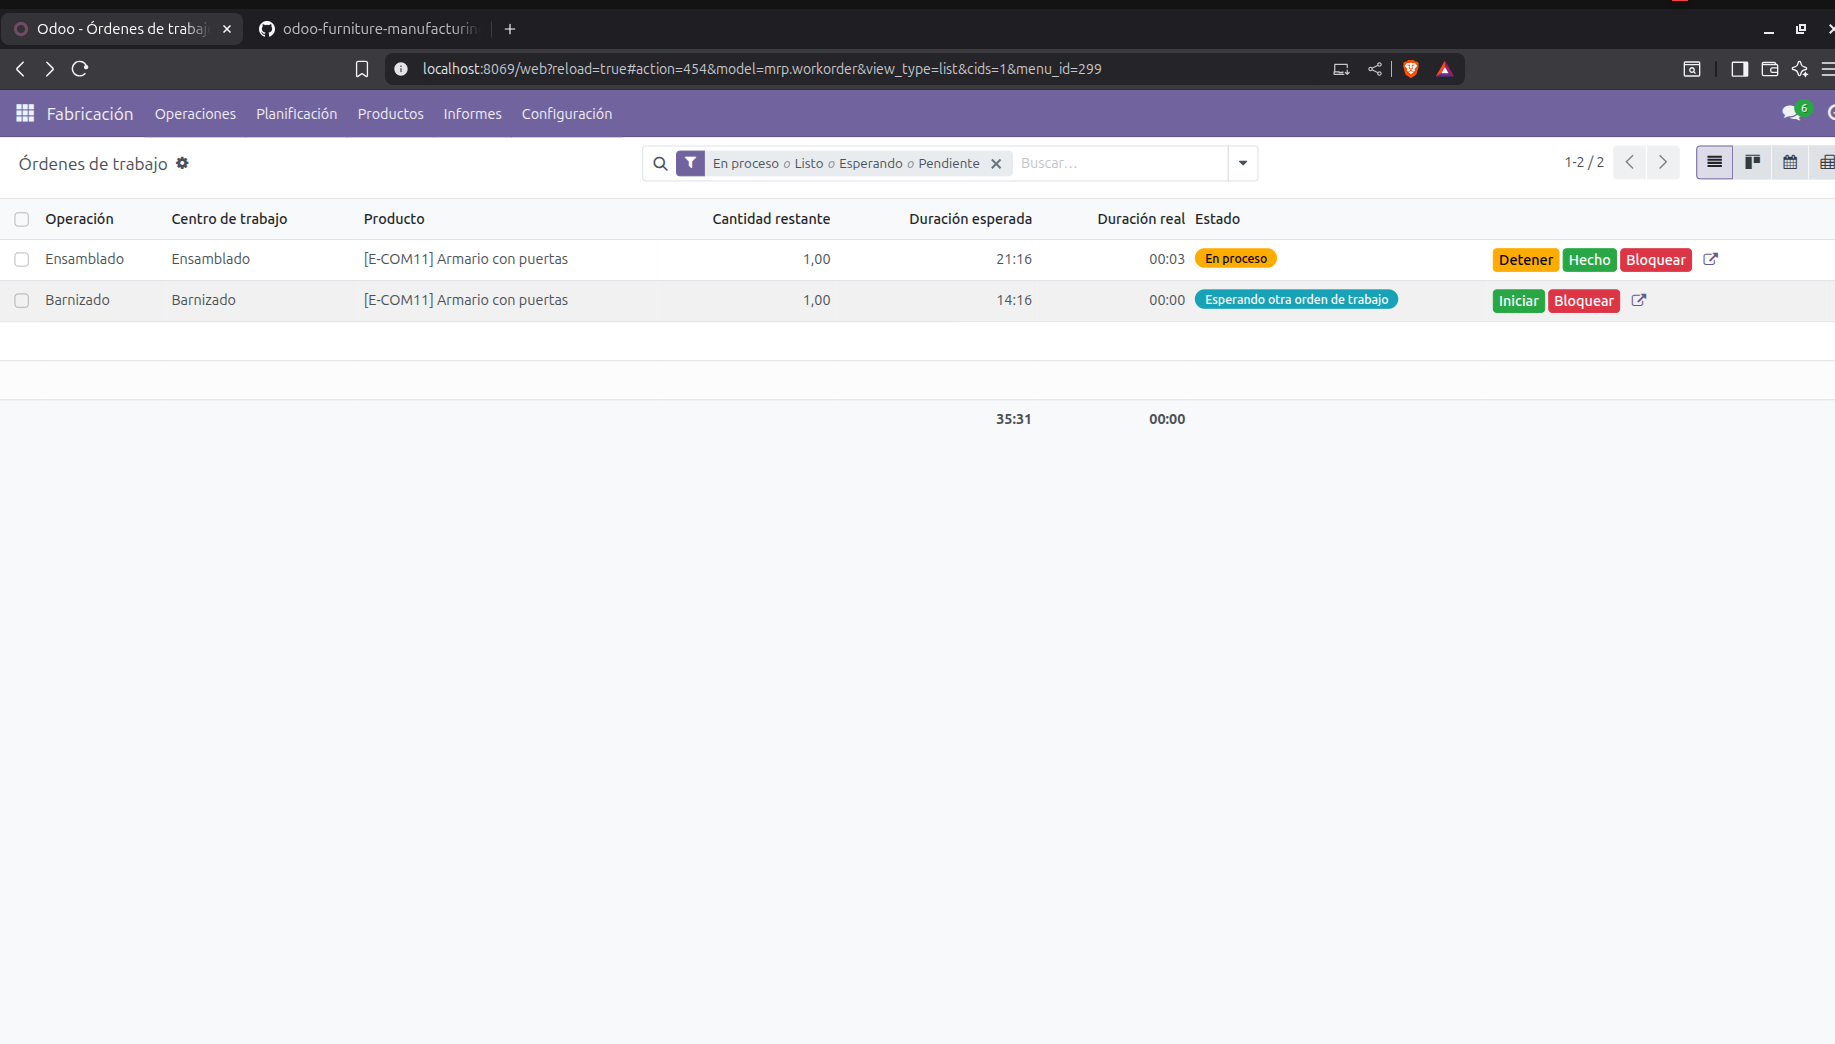 Odoo - Órdenes de trabaj
odoo-furniture-manufacturin
localhost:8069/web?reload=true#action=454&model=mrp.workorder&view_type=list&cids=1&menu_id=299
Fabricación Operaciones Planificación Productos Informes Configuración 6
Órdenes de trabajo En proceso o Listo o Esperando o Pendiente Buscar... 1-2 / 2
Operación Centro de trabajo Producto Cantidad restante Duración esperada Duración real Estado
Ensamblado Ensamblado [E-COM11] Armario con puertas 1,00 21:16 00:03 En proceso Detener Hecho Bloquear
Barnizado Barnizado [E-COM11] Armario con puertas 1,00 14:16 00:00 Esperando otra orden de trabajo Iniciar Bloquear
35:31 00:00